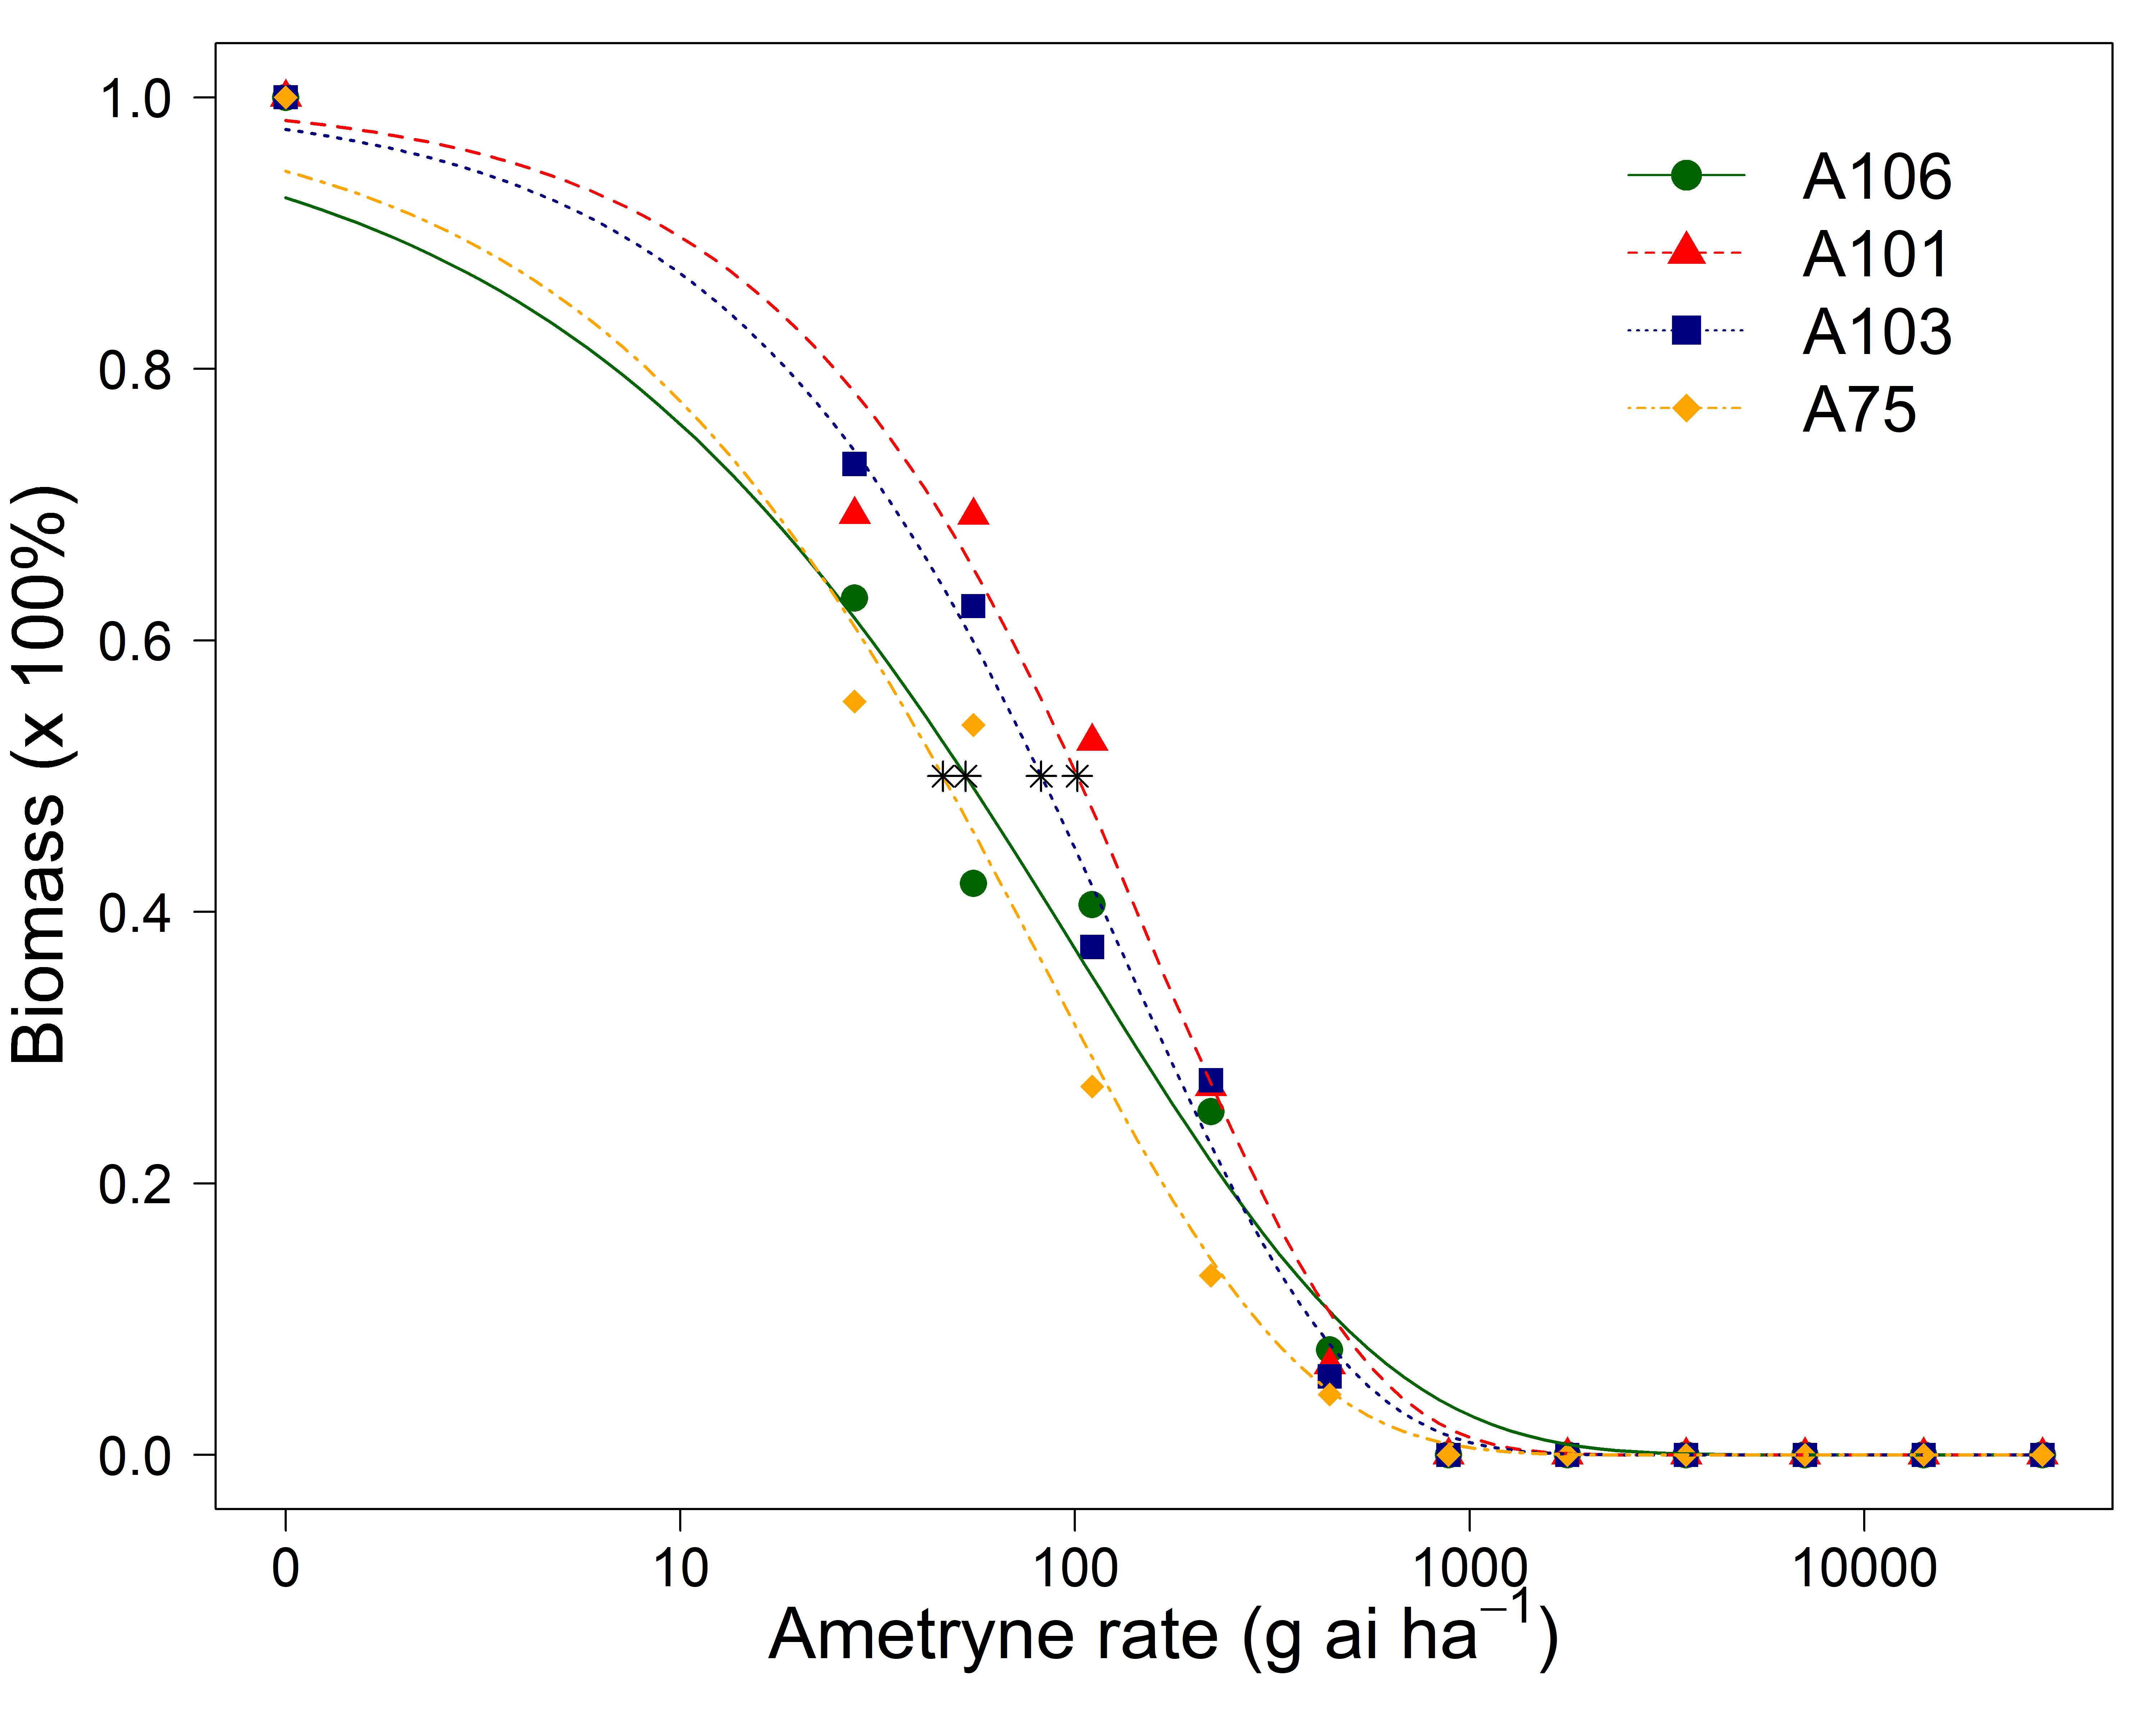 1.0
0.8
0.6
0.4
0.2
0.0
Biomass (x 100%)
A106
A101
A103
A75
0 10 100 1000 10000
Ametryne rate (g ai ha⁻¹)